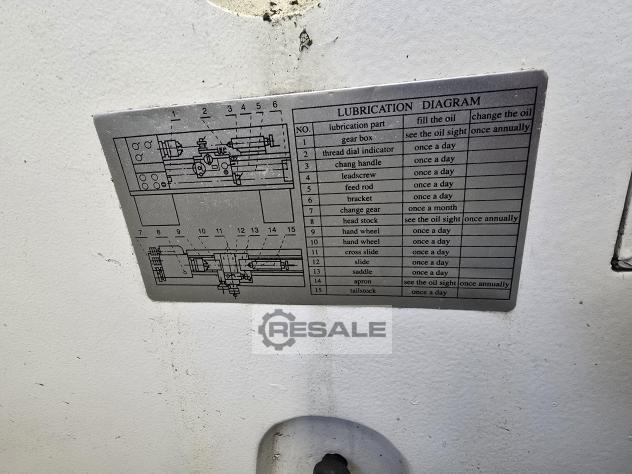 1 2 3 4 5 6
7 8 9 10 11 12 13 14 15
LUBRICATION DIAGRAM
NO. lubrication part fill the oil change the oil
1 gear box see the oil sight once annually
2 thread dial indicator once a day
3 chang handle once a day
4 leadscrew once a day
5 feed rod once a day
6 bracket once a day
7 change gear once a month
8 head stock see the oil sight once annually
9 hand wheel once a day
10 hand wheel once a day
11 cross slide once a day
12 slide once a day
13 saddle once a day
14 apron see the oil sight once annually
15 tailstock once a day
RESALE